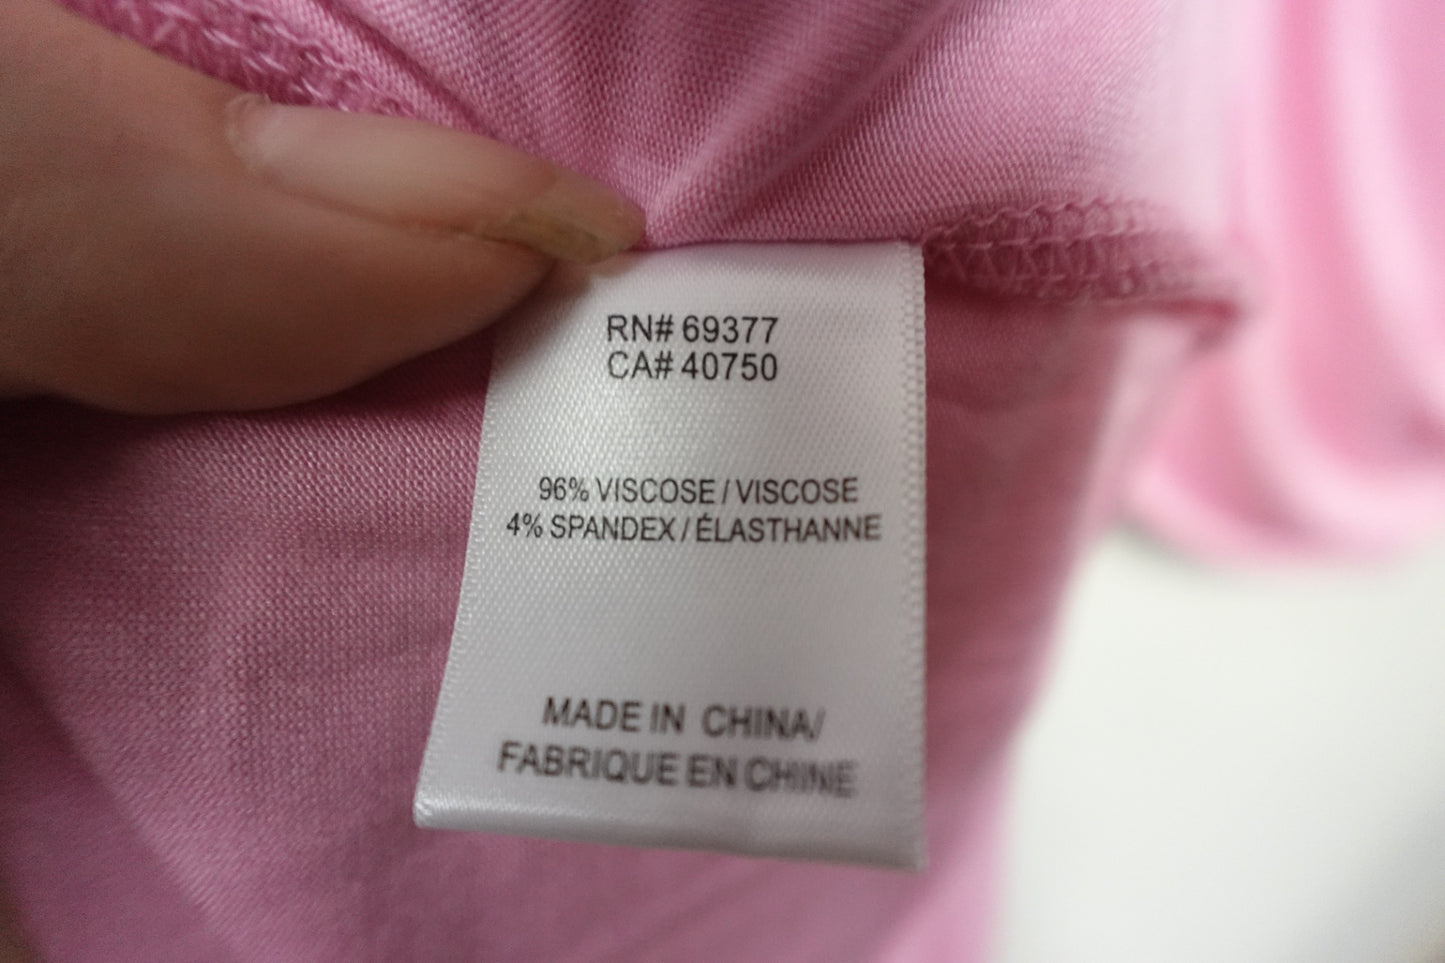 RN# 69377
CA# 40750
96% VISCOSE / VISCOSE
4% SPANDEX / ÉLASTHANNE
MADE IN CHINA/
FABRIQUE EN CHINE